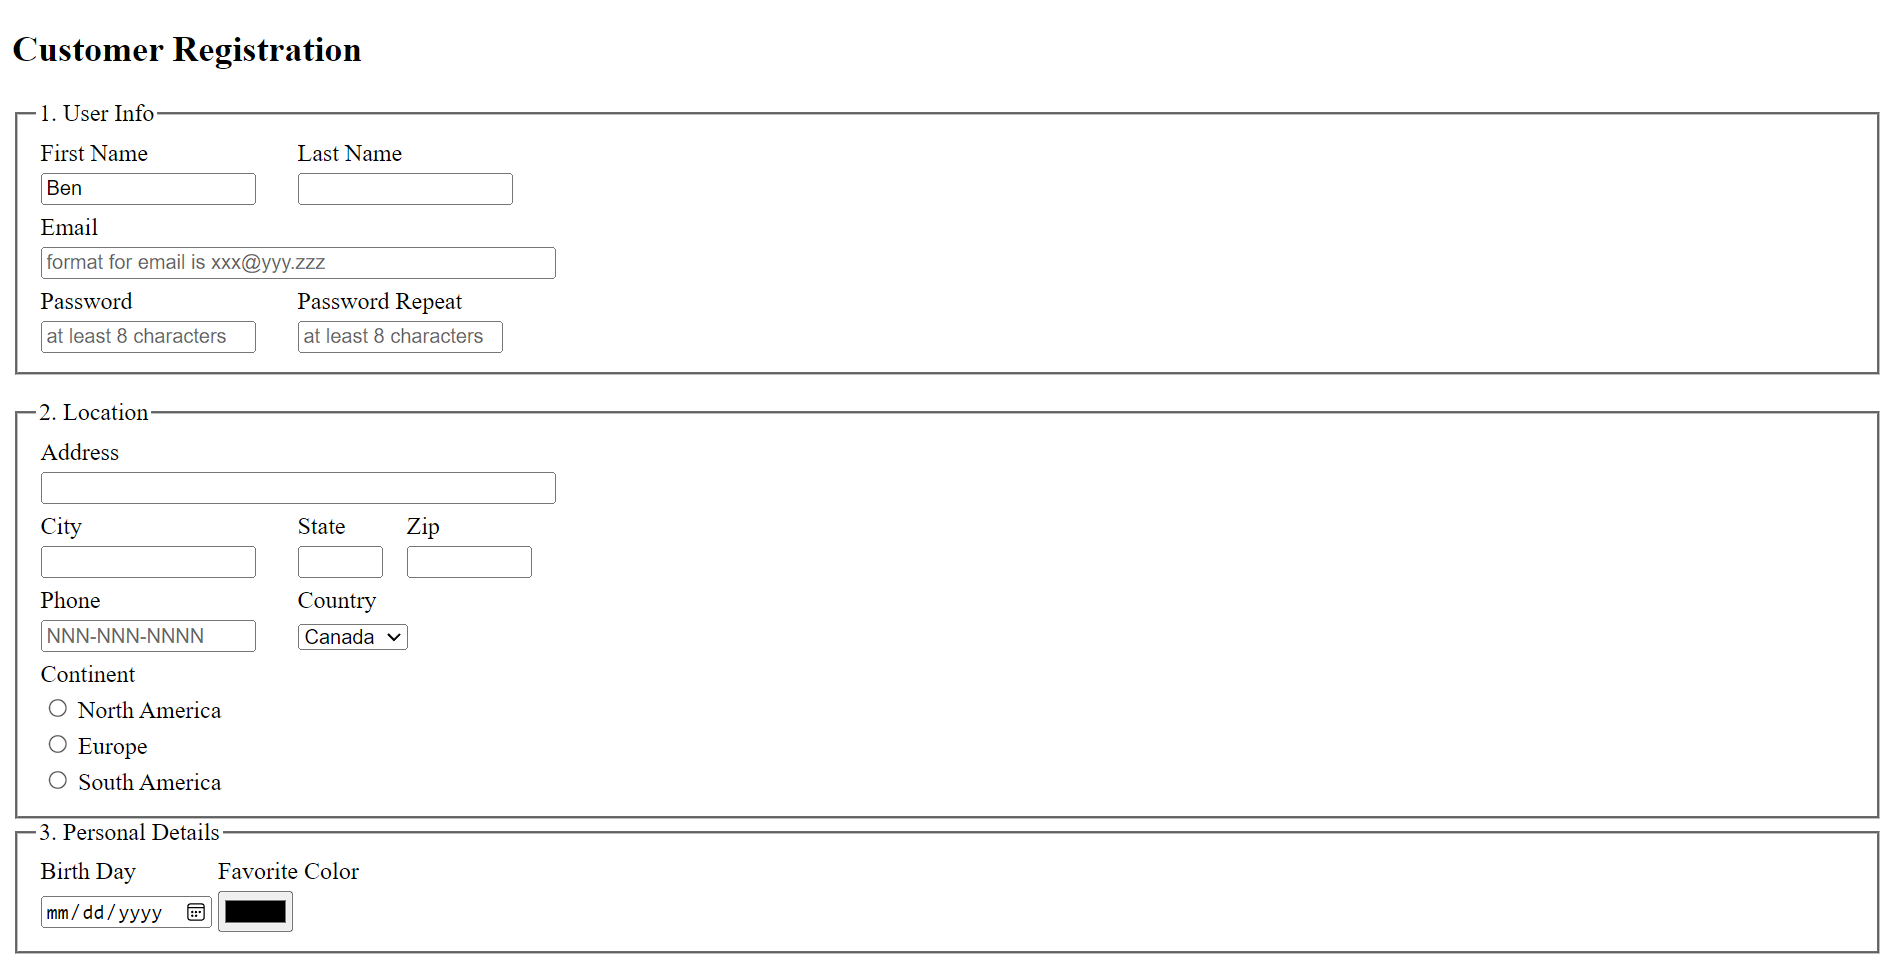 Customer Registration
1. User Info
First Name Last Name
Ben
Email
format for email is xxx@yyy.zzz
Password Password Repeat
at least 8 characters at least 8 characters
2. Location
Address
City State Zip
Phone Country
NNN-NNN-NNNN Canada
Continent
North America
Europe
South America
3. Personal Details
Birth Day Favorite Color
mm/dd/yyyy